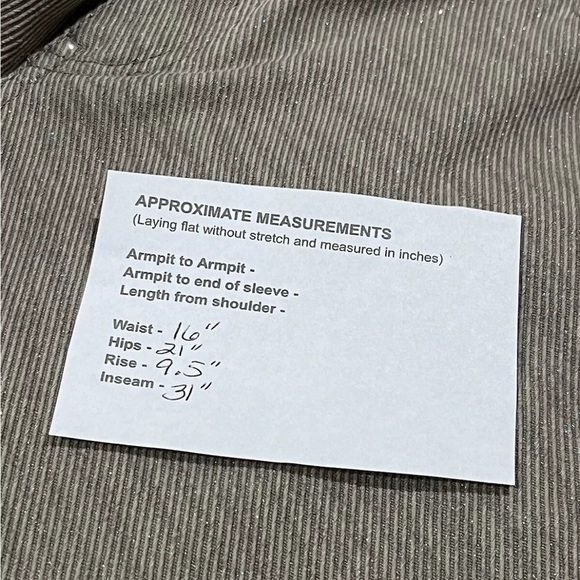 APPROXIMATE MEASUREMENTS
(Laying flat without stretch and measured in inches)
Armpit to Armpit -
Armpit to end of sleeve -
Length from shoulder -
Waist - 16"
Hips - 21"
Rise - 9.5"
Inseam - 31"